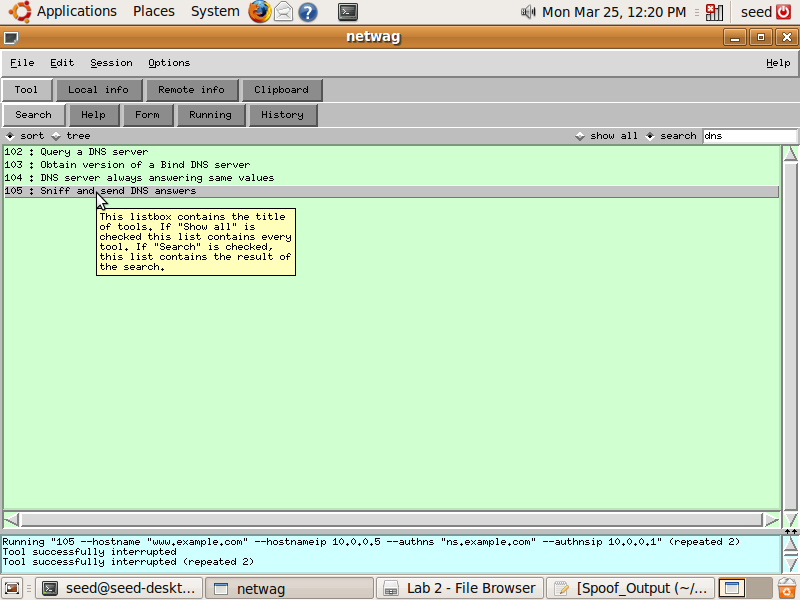 Applications Places System Mon Mar 25, 12:20 PM seed
netwag
File Edit Session Options Help
Tool Local info Remote info Clipboard
Search Help Form Running History
sort tree show all search dns
102 : Query a DNS server
103 : Obtain version of a Bind DNS server
104 : DNS server always answering same values
105 : Sniff and send DNS answers
This listbox contains the title
of tools. If "Show all" is
checked this list contains every
tool. If "Search" is checked,
this list contains the result of
the search.
Running "105 --hostname "www.example.com" --hostnameip 10.0.0.5 --authns "ns.example.com" --authnsip 10.0.0.1" (repeated 2)
Tool successfully interrupted
Tool successfully interrupted (repeated 2)
seed@seed-deskt... netwag Lab 2 - File Browser [Spoof_Output (~/...